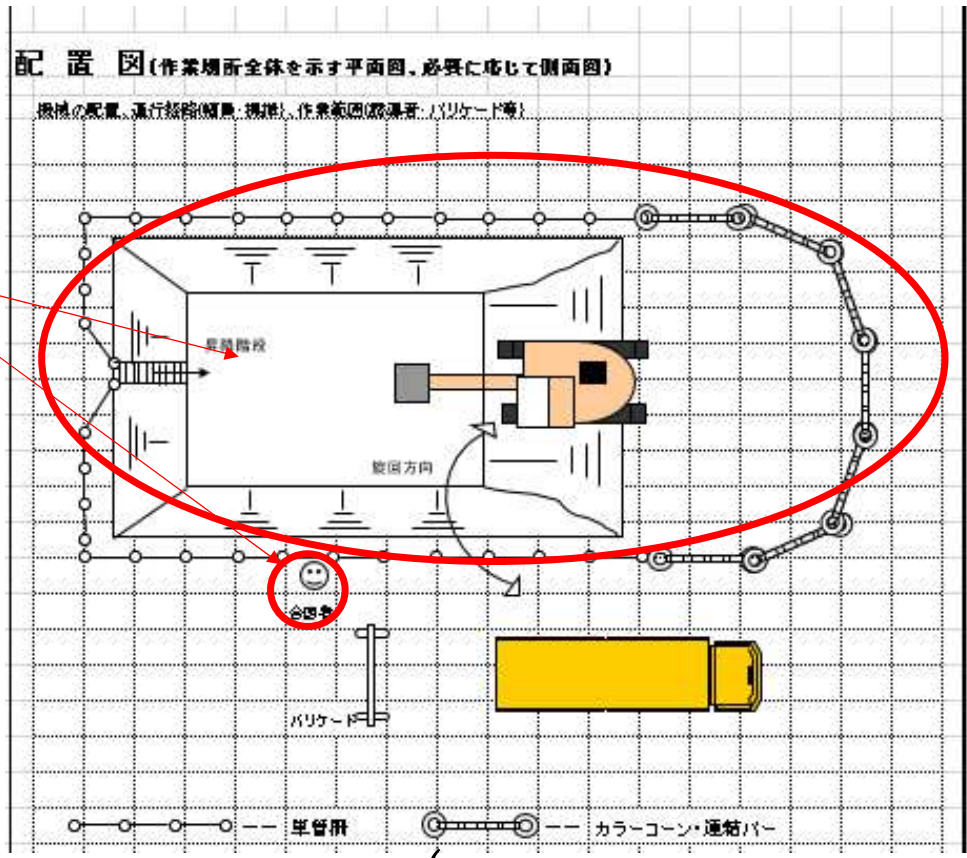 配 置 図(作業場所全体を示す平面図、必要に応じて側面図)
機械の配置、運行経路(幅員・規模)、作業範囲(誘導者・バリケード等)
昇降階段
旋回方向
合図者
バリケード
単管柵
カラーコーン・連結バー